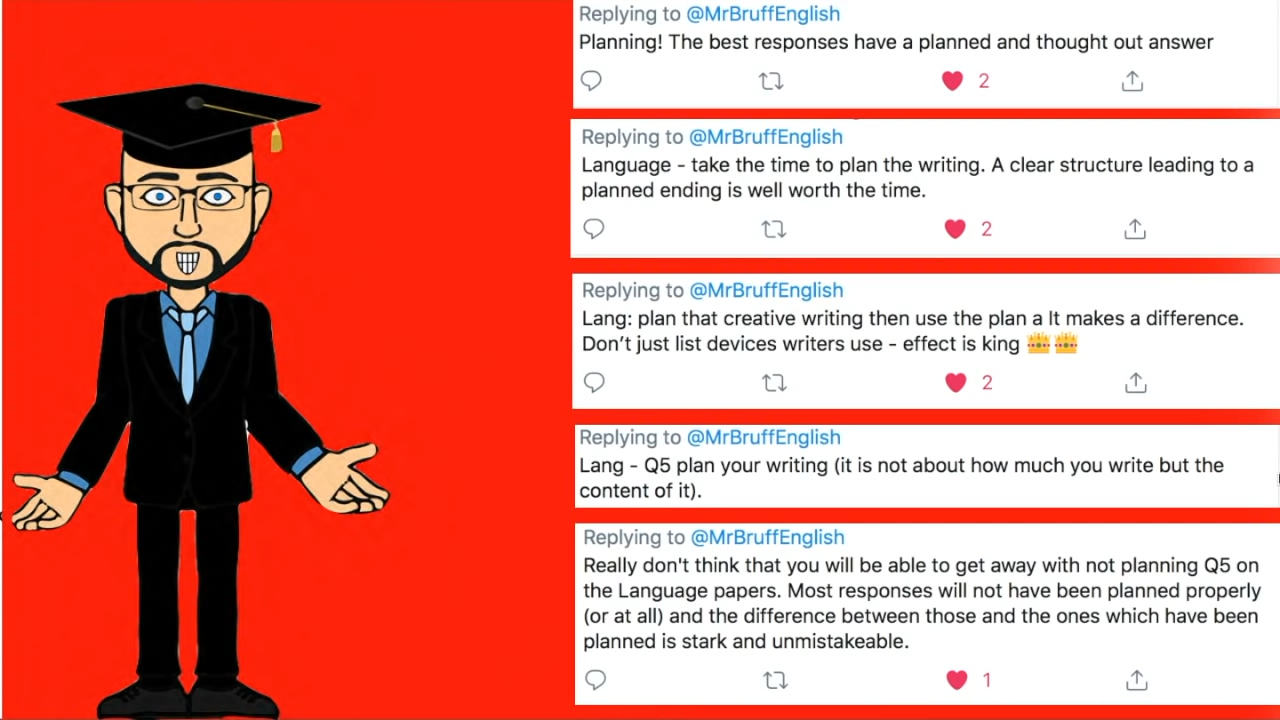 Replying to @MrBruffEnglish
Planning! The best responses have a planned and thought out answer
2
Replying to @MrBruffEnglish
Language - take the time to plan the writing. A clear structure leading to a
planned ending is well worth the time.
2
Replying to @MrBruffEnglish
Lang: plan that creative writing then use the plan a It makes a difference.
Don’t just list devices writers use - effect is king 👑👑
2
Replying to @MrBruffEnglish
Lang - Q5 plan your writing (it is not about how much you write but the
content of it).
Replying to @MrBruffEnglish
Really don't think that you will be able to get away with not planning Q5 on
the Language papers. Most responses will not have been planned properly
(or at all) and the difference between those and the ones which have been
planned is stark and unmistakeable.
1